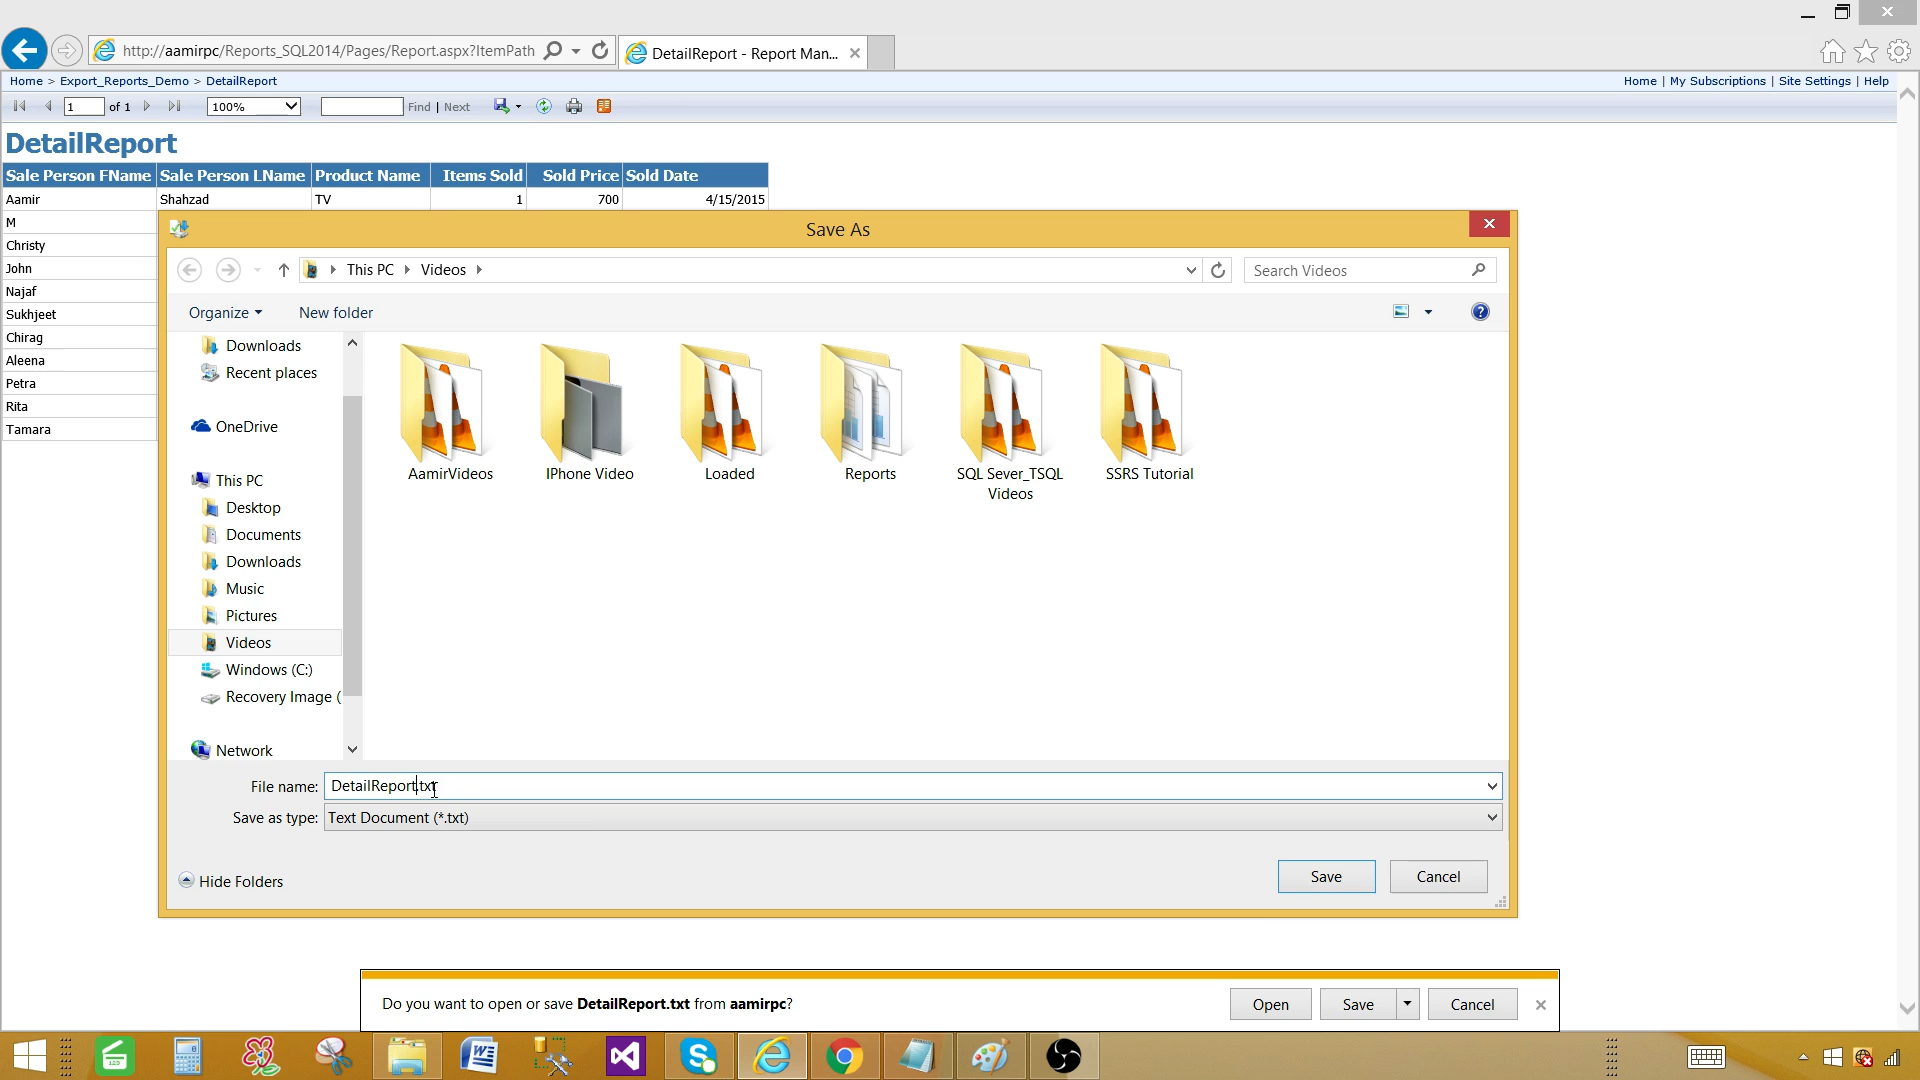 http://aamirpc/Reports_SQL2014/Pages/Report.aspx?ItemPath
DetailReport - Report Man...
Home > Export_Reports_Demo > DetailReport
Home | My Subscriptions | Site Settings | Help
1 of 1 100% Find | Next
DetailReport
Sale Person FName Sale Person LName Product Name Items Sold Sold Price Sold Date
Aamir Shahzad TV 1 700 4/15/2015
M
Christy
John
Najaf
Sukhjeet
Chirag
Aleena
Petra
Rita
Tamara
Save As
This PC Videos
Search Videos
Organize New folder
Downloads
Recent places
OneDrive
This PC
Desktop
Documents
Downloads
Music
Pictures
Videos
Windows (C:)
Recovery Image (
Network
AamirVideos
IPhone Video
Loaded
Reports
SQL Sever_TSQL
Videos
SSRS Tutorial
File name: DetailReport.txt
Save as type: Text Document (*.txt)
Hide Folders
Save Cancel
Do you want to open or save DetailReport.txt from aamirpc?
Open Save Cancel